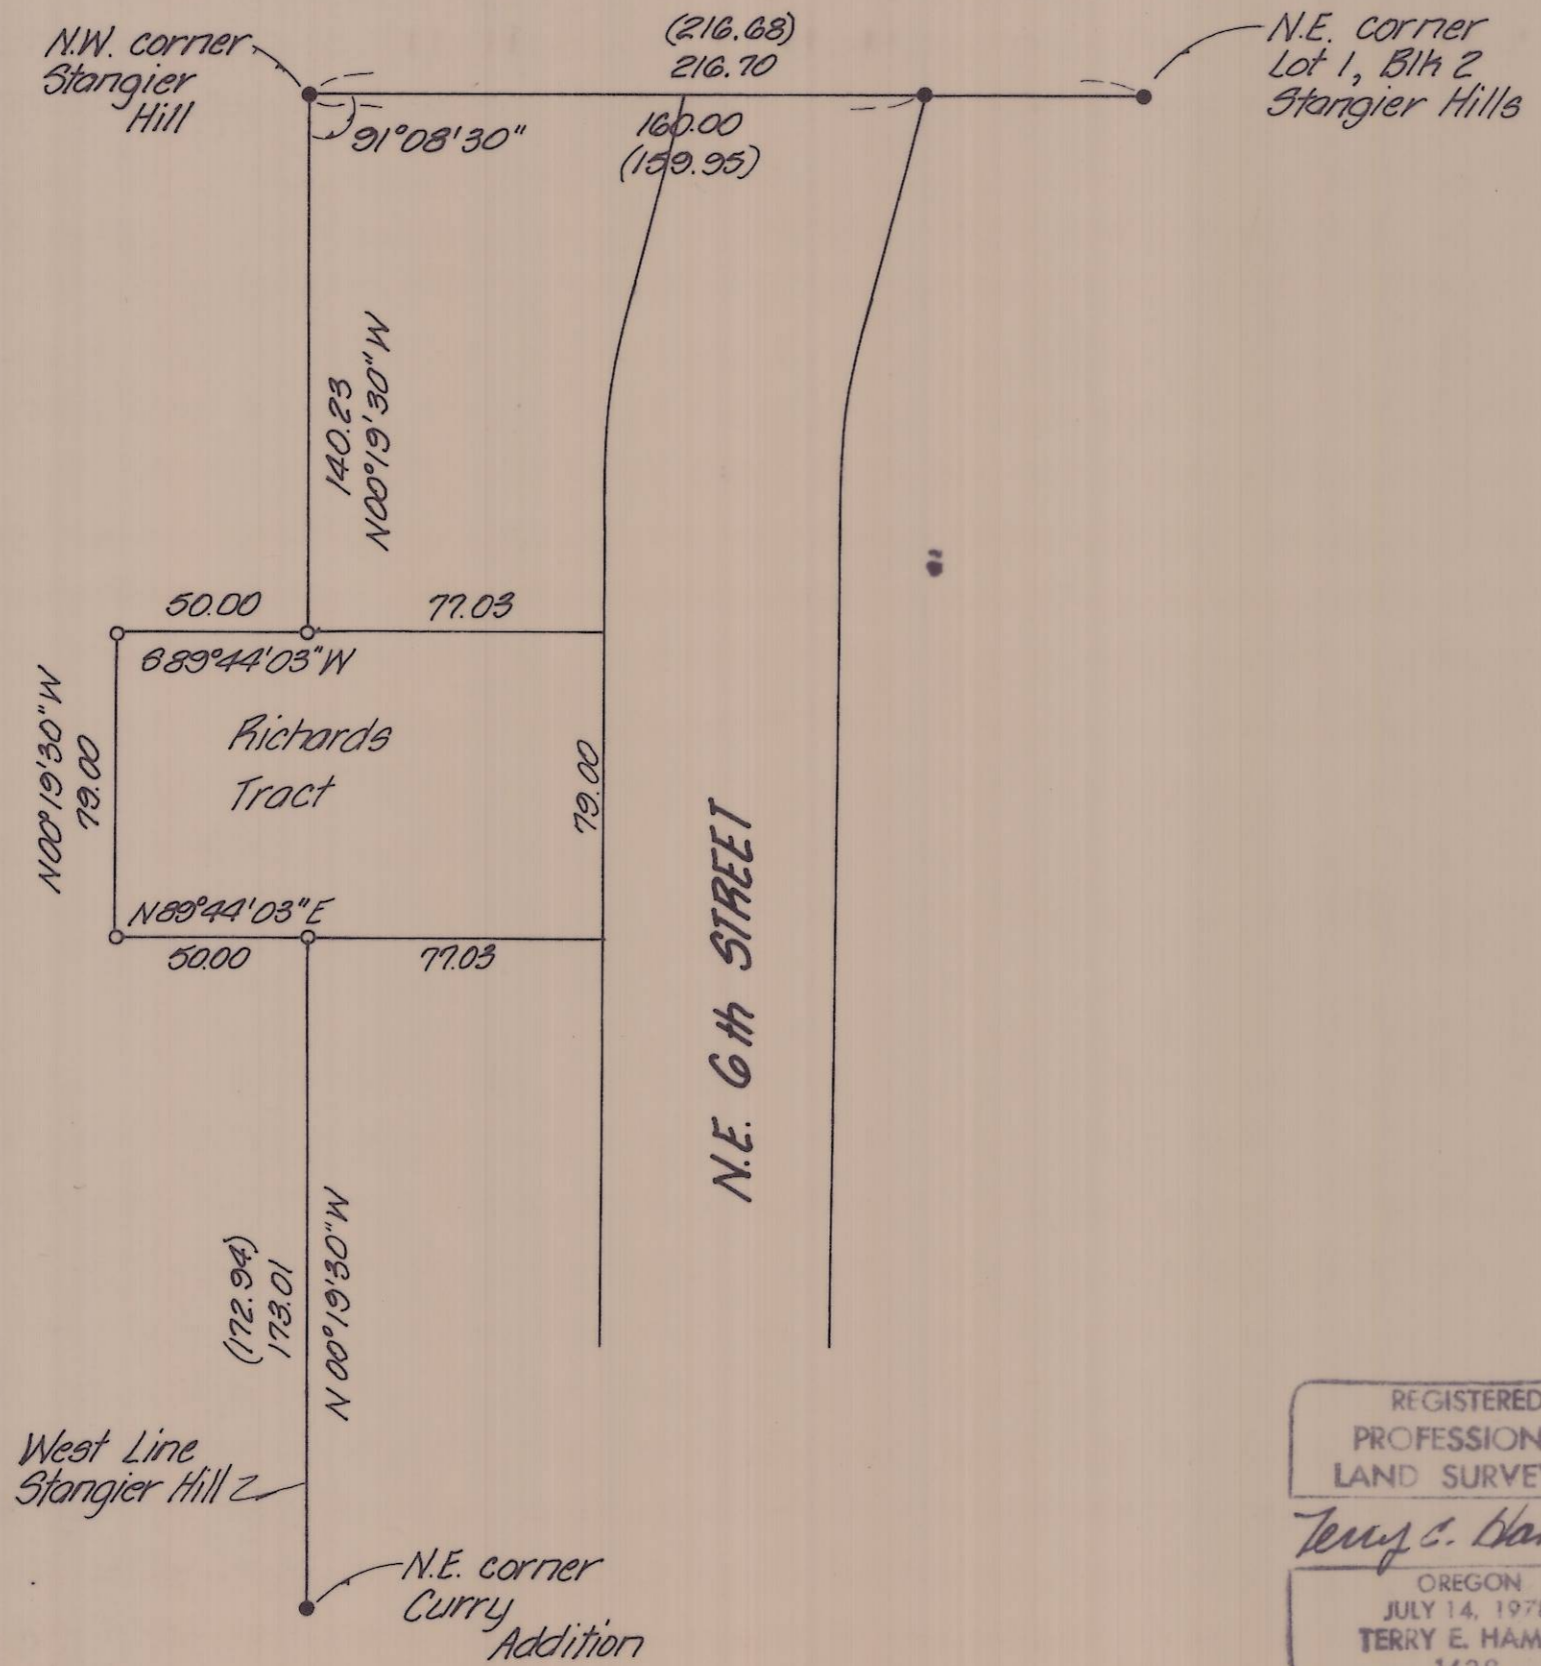 N.W. corner
Stangier
Hill
(216.68)
216.70
N.E. corner
Lot 1, Blk 2
Stangier Hills
91°08'30"
160.00
(159.95)
140.23
N00°19'30"W
50.00
77.03
S89°44'03"W
N00°19'30"W
79.00
Richards
Tract
79.00
N89°44'03"E
50.00
77.03
N.E. 6th STREET
(172.94)
173.01
N00°19'30"W
West Line
Stangier Hill
N.E. corner
Curry
Addition
REGISTERED
PROFESSION
LAND SURVE
Terry E. Ham
OREGON
JULY 14, 197
TERRY E. HAM